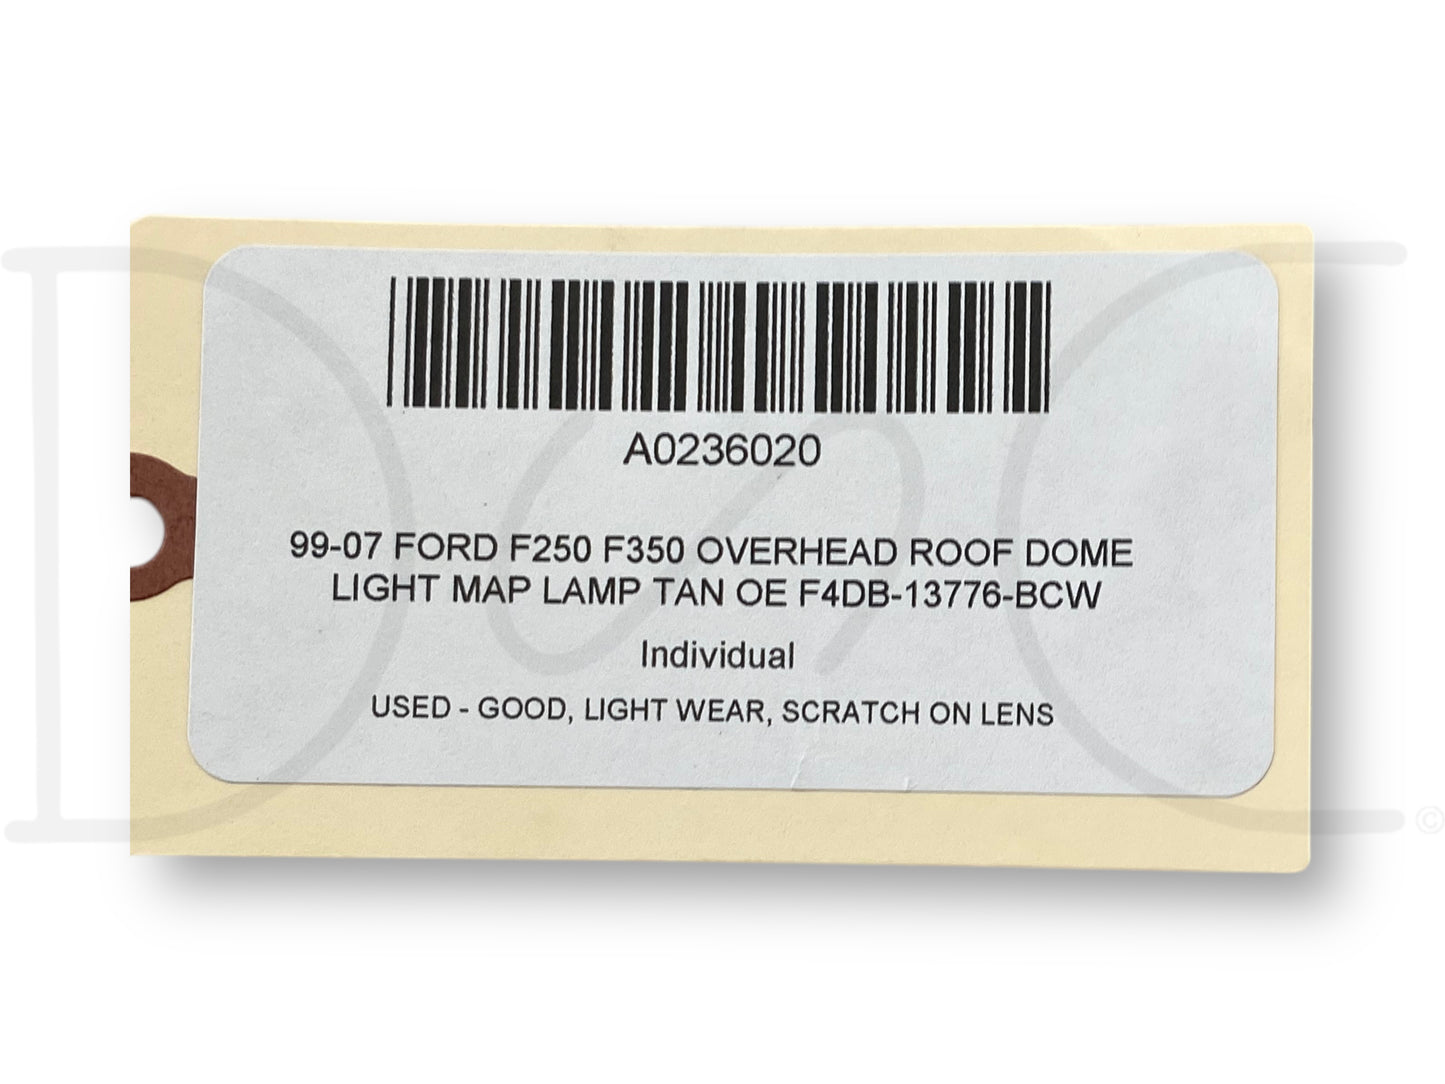 A0236020
99-07 FORD F250 F350 OVERHEAD ROOF DOME
LIGHT MAP LAMP TAN OE F4DB-13776-BCW
Individual
USED - GOOD, LIGHT WEAR, SCRATCH ON LENS
©